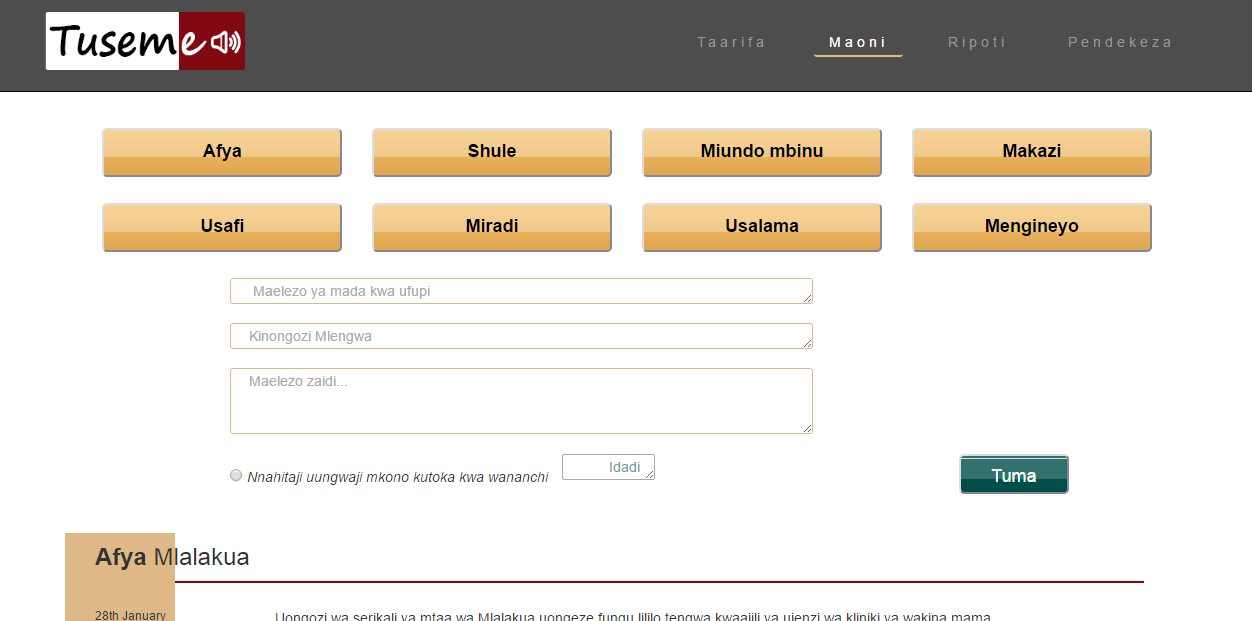 Tuseme
Taarifa Maoni Ripoti Pendekeza
Afya Shule Miundo mbinu Makazi
Usafi Miradi Usalama Mengineyo
Maelezo ya mada kwa ufupi
Kinongozi Mlengwa
Maelezo zaidi...
Nnahitaji uungwaji mkono kutoka kwa wananchi Idadi Tuma
Afya Mlalakua
28th January Uongozi wa serikali ya mtaa wa Mlalakua uongeze fungu lililo tengwa kwaajili ya ujenzi wa kliniki ya wakina mama